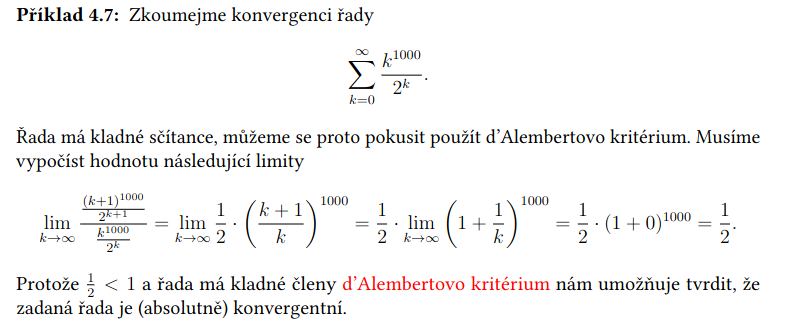 Příklad 4.7: Zkoumejme konvergenci řady
$$\sum_{k=0}^{\infty} \frac{k^{1000}}{2^k}.$$
Řada má kladné sčítance, můžeme se proto pokusit použít d'Alembertovo kritérium. Musíme
vypočíst hodnotu následující limity
$$\lim_{k\to\infty} \frac{\frac{(k+1)^{1000}}{2^{k+1}}}{\frac{k^{1000}}{2^k}} = \lim_{k\to\infty} \frac{1}{2} \cdot \left(\frac{k+1}{k}\right)^{1000} = \frac{1}{2} \cdot \lim_{k\to\infty} \left(1 + \frac{1}{k}\right)^{1000} = \frac{1}{2} \cdot (1+0)^{1000} = \frac{1}{2}.$$
Protože $\frac{1}{2} < 1$ a řada má kladné členy d'Alembertovo kritérium nám umožňuje tvrdit, že
zadaná řada je (absolutně) konvergentní.